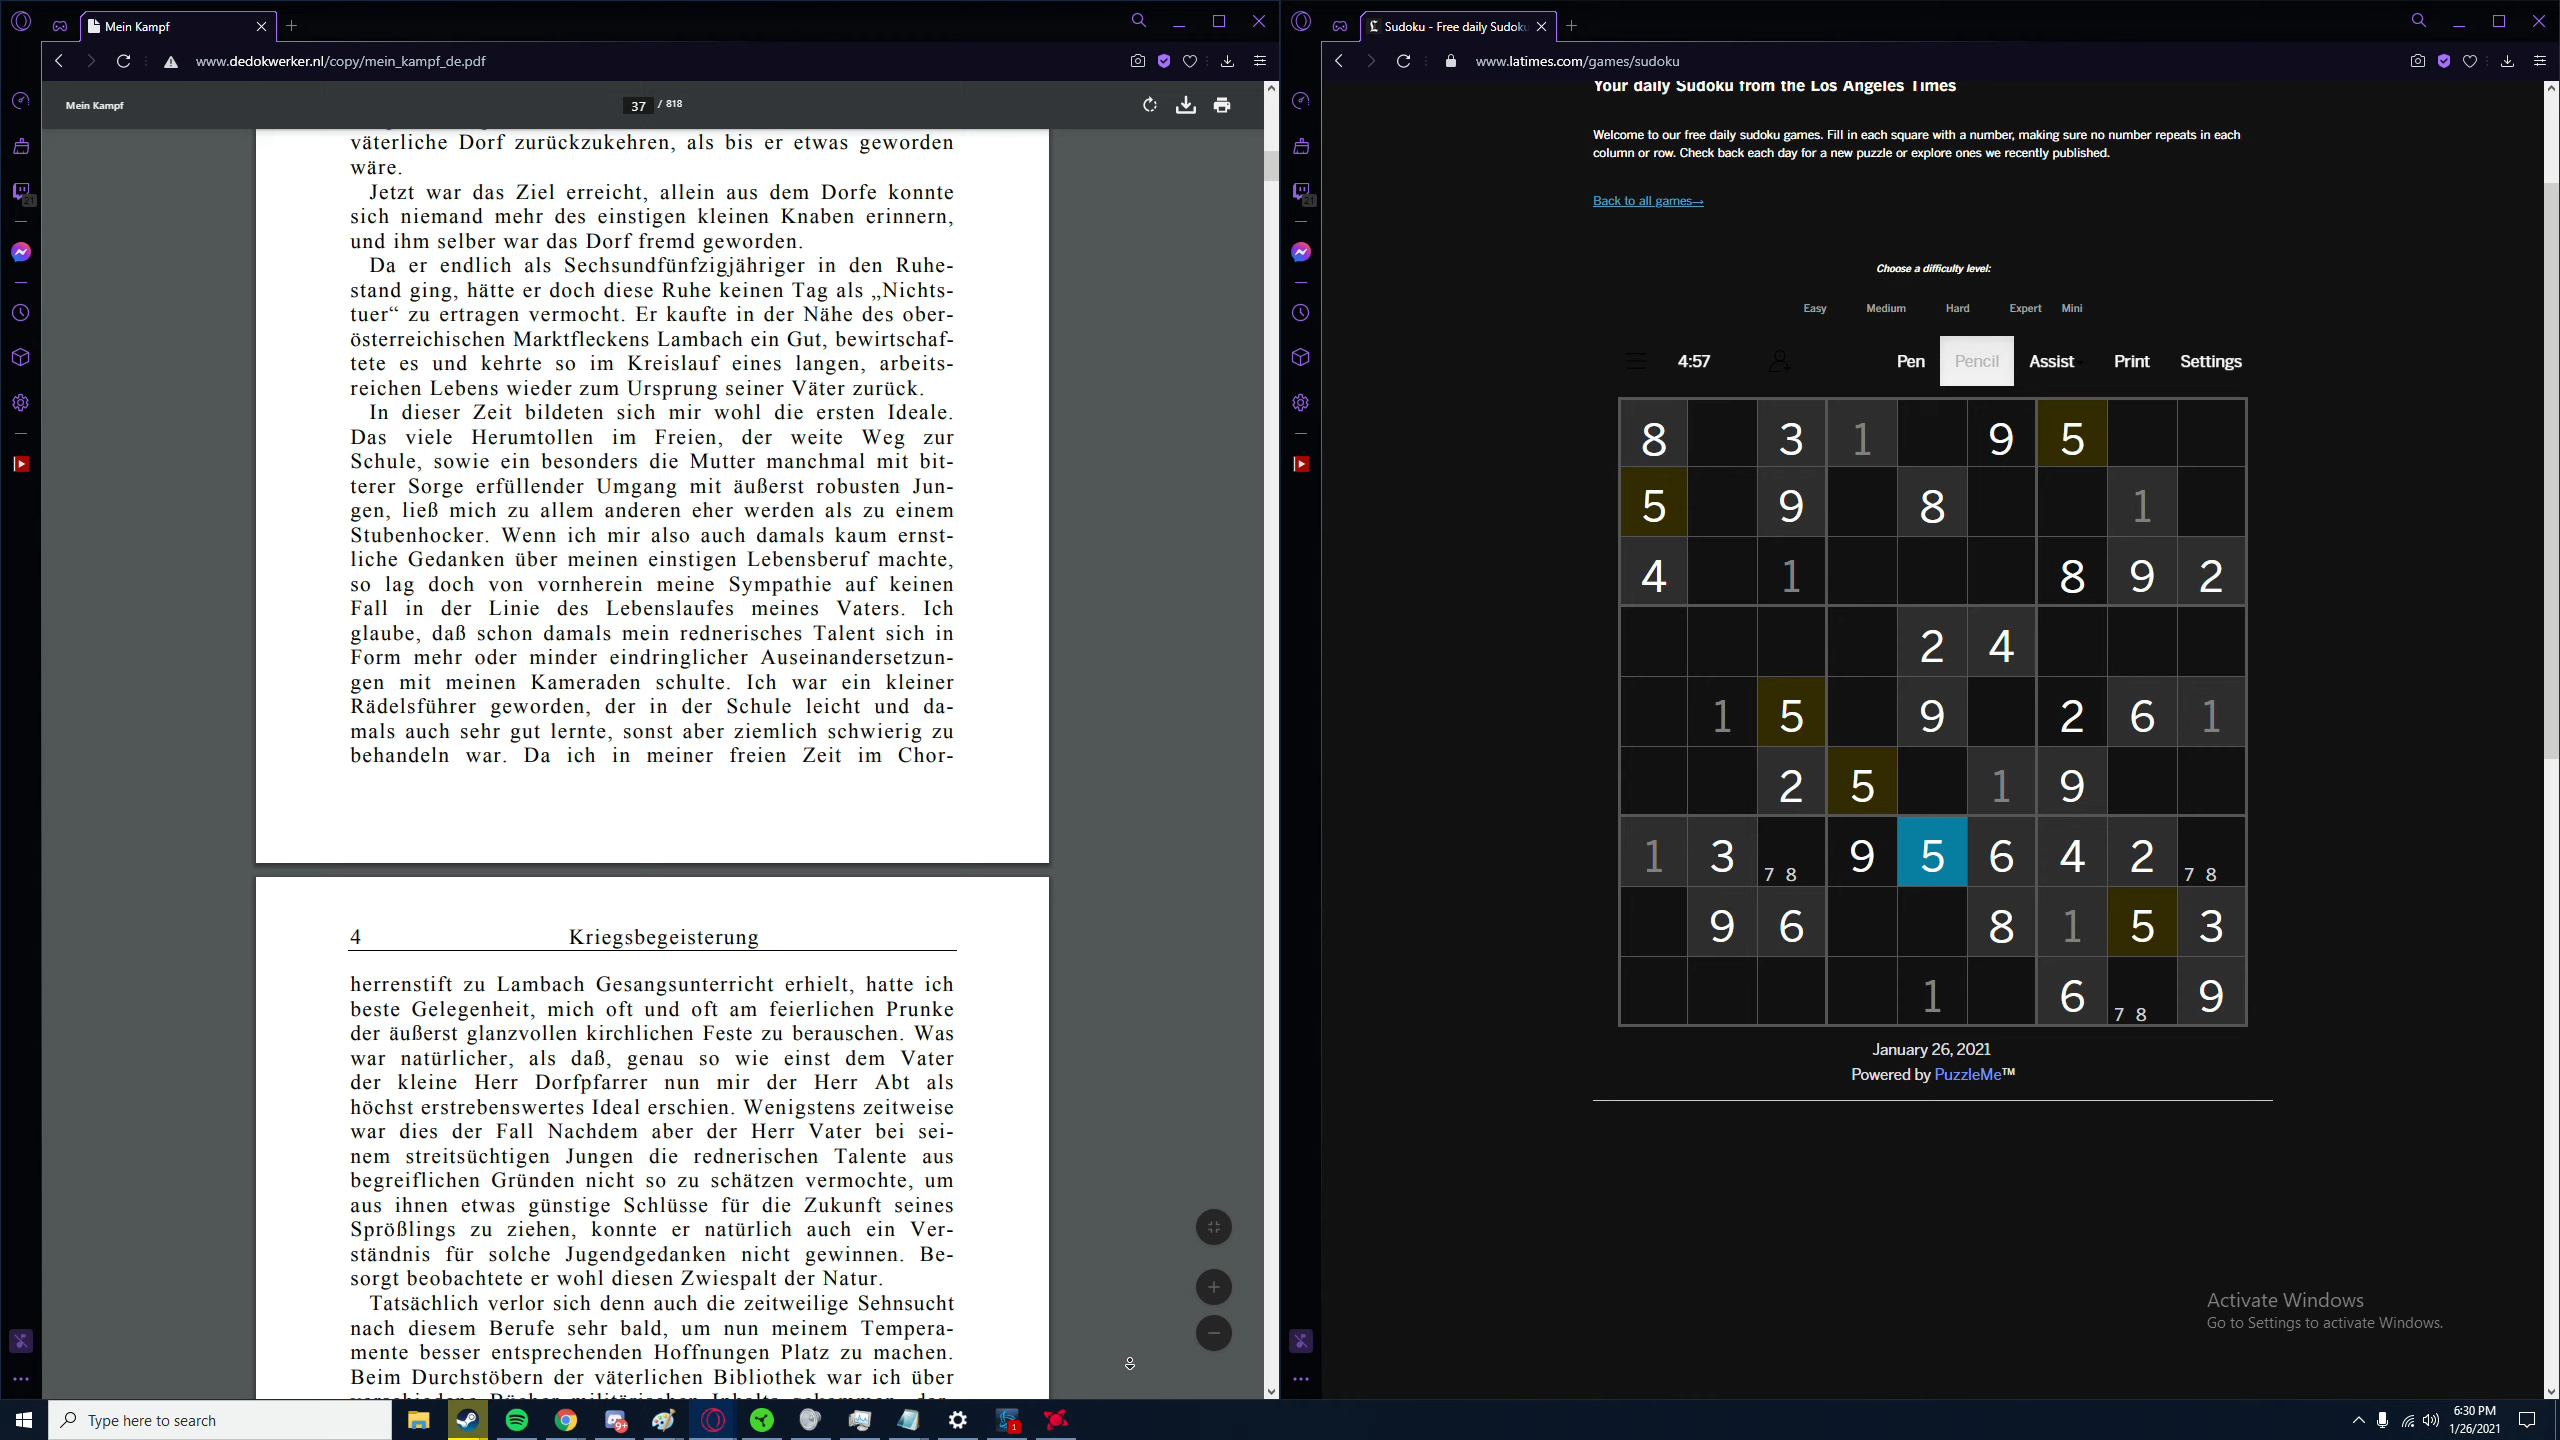 Mein Kampf
www.dedokwerker.nl/copy/mein_kampf_de.pdf
Mein Kampf
37 / 818
väterliche Dorf zurückzukehren, als bis er etwas geworden
wäre.
Jetzt war das Ziel erreicht, allein aus dem Dorfe konnte
sich niemand mehr des einstigen kleinen Knaben erinnern,
und ihm selber war das Dorf fremd geworden.
Da er endlich als Sechsundfünfzigjähriger in den Ruhe-
stand ging, hätte er doch diese Ruhe keinen Tag als „Nichts-
tuer“ zu ertragen vermocht. Er kaufte in der Nähe des ober-
österreichischen Marktfleckens Lambach ein Gut, bewirtschaf-
tete es und kehrte so im Kreislauf eines langen, arbeits-
reichen Lebens wieder zum Ursprung seiner Väter zurück.
In dieser Zeit bildeten sich mir wohl die ersten Ideale.
Das viele Herumtollen im Freien, der weite Weg zur
Schule, sowie ein besonders die Mutter manchmal mit bit-
terer Sorge erfüllender Umgang mit äußerst robusten Jun-
gen, ließ mich zu allem anderen eher werden als zu einem
Stubenhocker. Wenn ich mir also auch damals kaum ernst-
liche Gedanken über meinen einstigen Lebensberuf machte,
so lag doch von vornherein meine Sympathie auf keinen
Fall in der Linie des Lebenslaufes meines Vaters. Ich
glaube, daß schon damals mein rednerisches Talent sich in
Form mehr oder minder eindringlicher Auseinandersetzun-
gen mit meinen Kameraden schulte. Ich war ein kleiner
Rädelsführer geworden, der in der Schule leicht und da-
mals auch sehr gut lernte, sonst aber ziemlich schwierig zu
behandeln war. Da ich in meiner freien Zeit im Chor-
4 Kriegsbegeisterung
herrenstift zu Lambach Gesangsunterricht erhielt, hatte ich
beste Gelegenheit, mich oft und oft am feierlichen Prunke
der äußerst glanzvollen kirchlichen Feste zu berauschen. Was
war natürlicher, als daß, genau so wie einst dem Vater
der kleine Herr Dorfpfarrer nun mir der Herr Abt als
höchst erstrebenswertes Ideal erschien. Wenigstens zeitweise
war dies der Fall Nachdem aber der Herr Vater bei sei-
nem streitsüchtigen Jungen die rednerischen Talente aus
begreiflichen Gründen nicht so zu schätzen vermochte, um
aus ihnen etwas günstige Schlüsse für die Zukunft seines
Sprößlings zu ziehen, konnte er natürlich auch ein Ver-
ständnis für solche Jugendgedanken nicht gewinnen. Be-
sorgt beobachtete er wohl diesen Zwiespalt der Natur.
Tatsächlich verlor sich denn auch die zeitweilige Sehnsucht
nach diesem Berufe sehr bald, um nun meinem Tempera-
mente besser entsprechenden Hoffnungen Platz zu machen.
Beim Durchstöbern der väterlichen Bibliothek war ich über
Sudoku - Free daily Sudoku
www.latimes.com/games/sudoku
Your daily Sudoku from the Los Angeles Times
Welcome to our free daily sudoku games. Fill in each square with a number, making sure no number repeats in each
column or row. Check back each day for a new puzzle or explore ones we recently published.
Back to all games→
Choose a difficulty level:
Easy Medium Hard Expert Mini
4:57 Pen Pencil Assist Print Settings
8 3 1 9 5
5 9 8 1
4 1 8 9 2
2 4
1 5 9 2 6 1
2 5 1 9
1 3 7 8 9 5 6 4 2 7 8
9 6 8 1 5 3
1 6 7 8 9
January 26, 2021
Powered by PuzzleMe™
Activate Windows
Go to Settings to activate Windows.
Type here to search
6:30 PM
1/26/2021